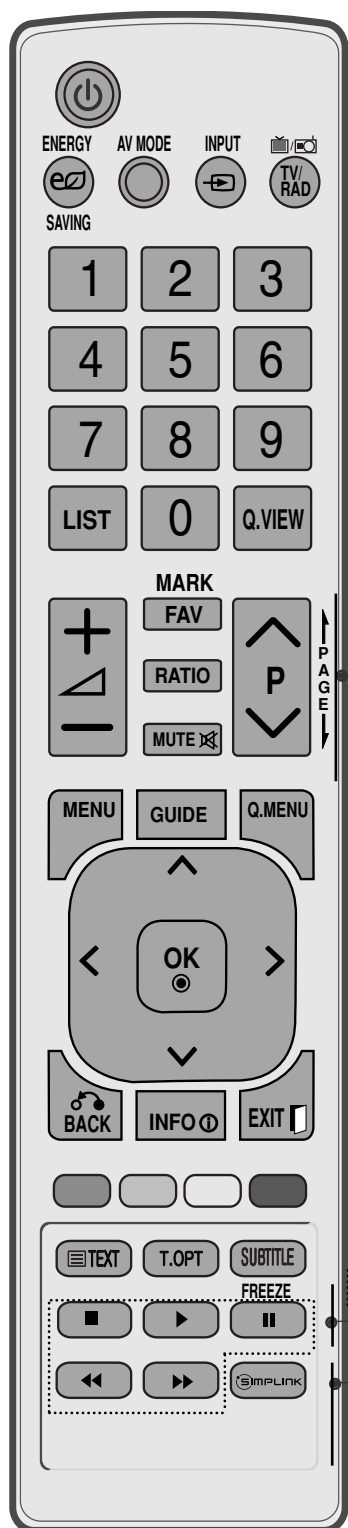 ENERGY AV MODE INPUT
TV/
RAD
SAVING
1 2 3
4 5 6
7 8 9
LIST 0 Q.VIEW
MARK
FAV
RATIO P
MUTE
PAGE
MENU GUIDE Q.MENU
OK
BACK INFO EXIT
TEXT T.OPT SUBTITLE
FREEZE
SIMPLINK